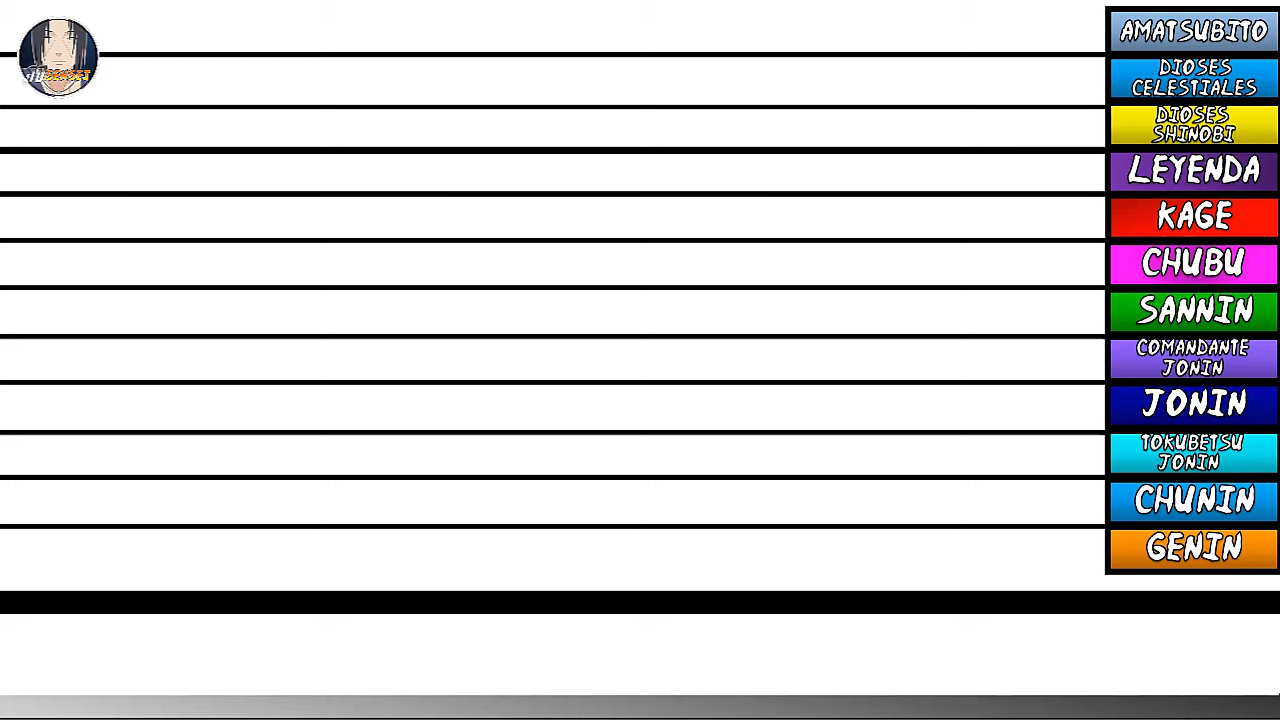 AMATSUBITO
DIOSES
CELESTIALES
DIOSES
SHINOBI
LEYENDA
KAGE
CHUBU
SANNIN
COMANDANTE
JONIN
JONIN
TOKUBETSU
JONIN
CHUNIN
GENIN